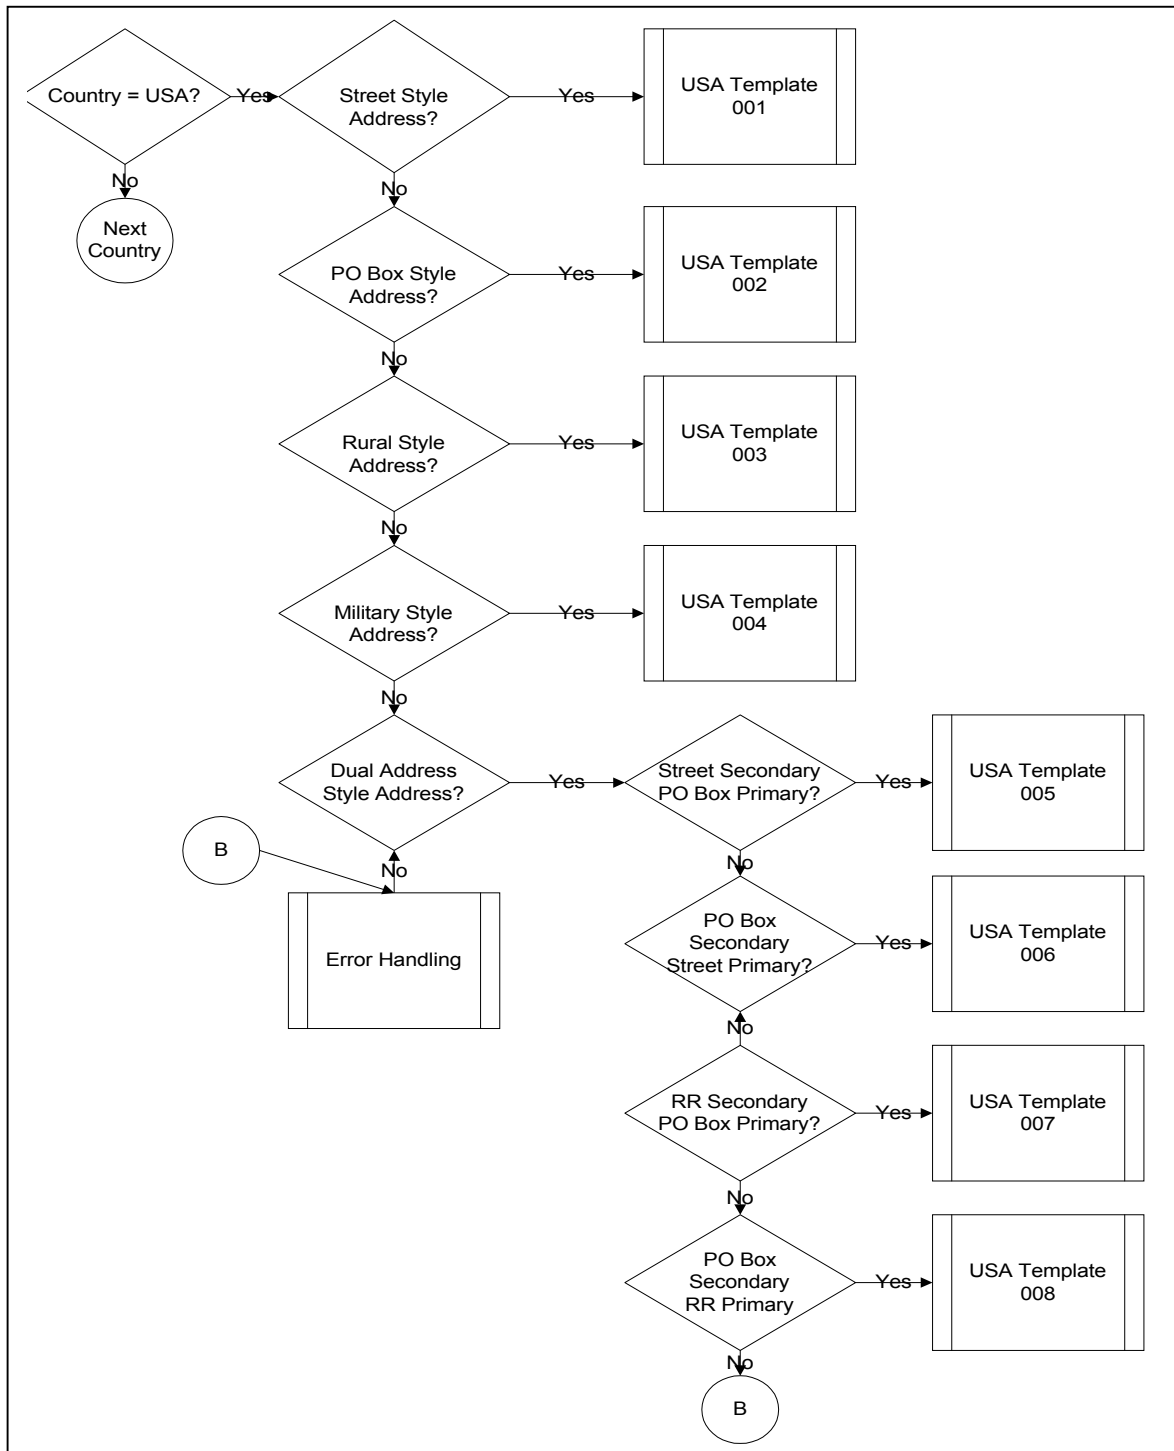 Country = USA?
Yes
Street Style
Address?
Yes
USA Template
001
No
Next
Country
No
PO Box Style
Address?
Yes
USA Template
002
No
Rural Style
Address?
Yes
USA Template
003
No
Military Style
Address?
Yes
USA Template
004
No
Dual Address
Style Address?
Yes
Street Secondary
PO Box Primary?
Yes
USA Template
005
B
No
Error Handling
No
PO Box
Secondary
Street Primary?
Yes
USA Template
006
No
RR Secondary
PO Box Primary?
Yes
USA Template
007
No
PO Box
Secondary
RR Primary
Yes
USA Template
008
No
B